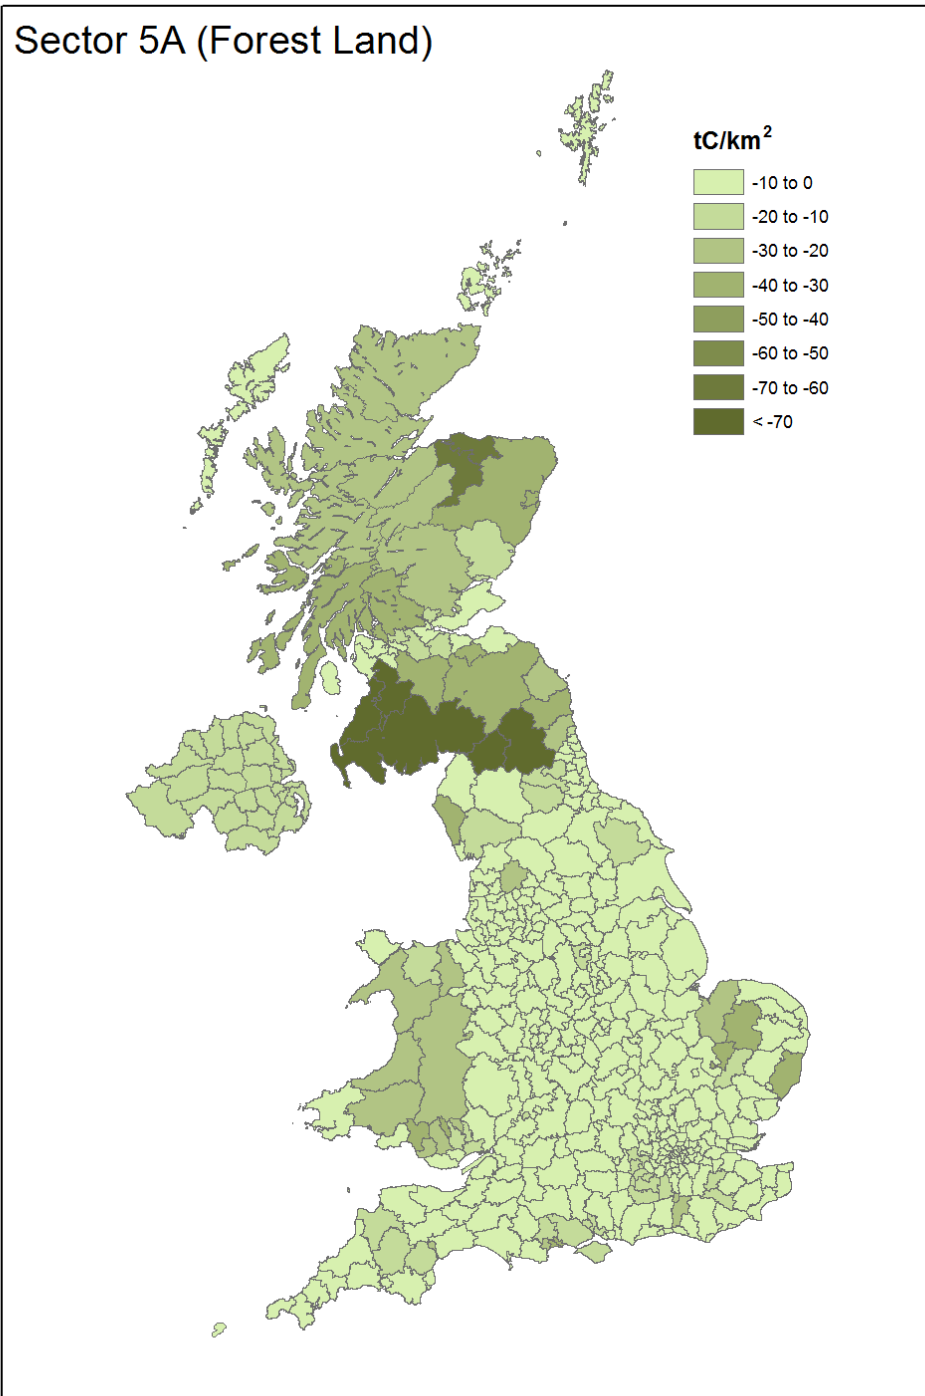 Sector 5A (Forest Land)
tC/km²
-10 to 0
-20 to -10
-30 to -20
-40 to -30
-50 to -40
-60 to -50
-70 to -60
< -70